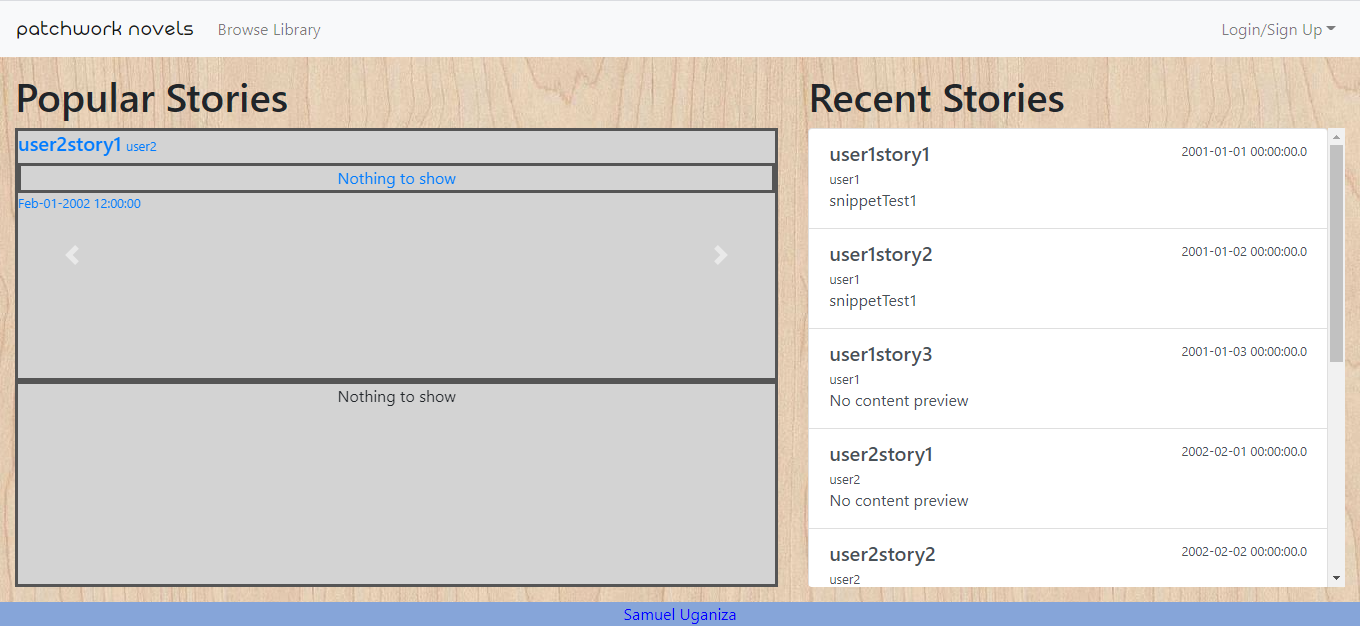 patchwork novels Browse Library Login/Sign Up
Popular Stories
user2story1 user2
Nothing to show
Feb-01-2002 12:00:00
Nothing to show
Recent Stories
user1story1 2001-01-01 00:00:00.0
user1
snippetTest1
user1story2 2001-01-02 00:00:00.0
user1
snippetTest1
user1story3 2001-01-03 00:00:00.0
user1
No content preview
user2story1 2002-02-01 00:00:00.0
user2
No content preview
user2story2 2002-02-02 00:00:00.0
user2
Samuel Uganiza